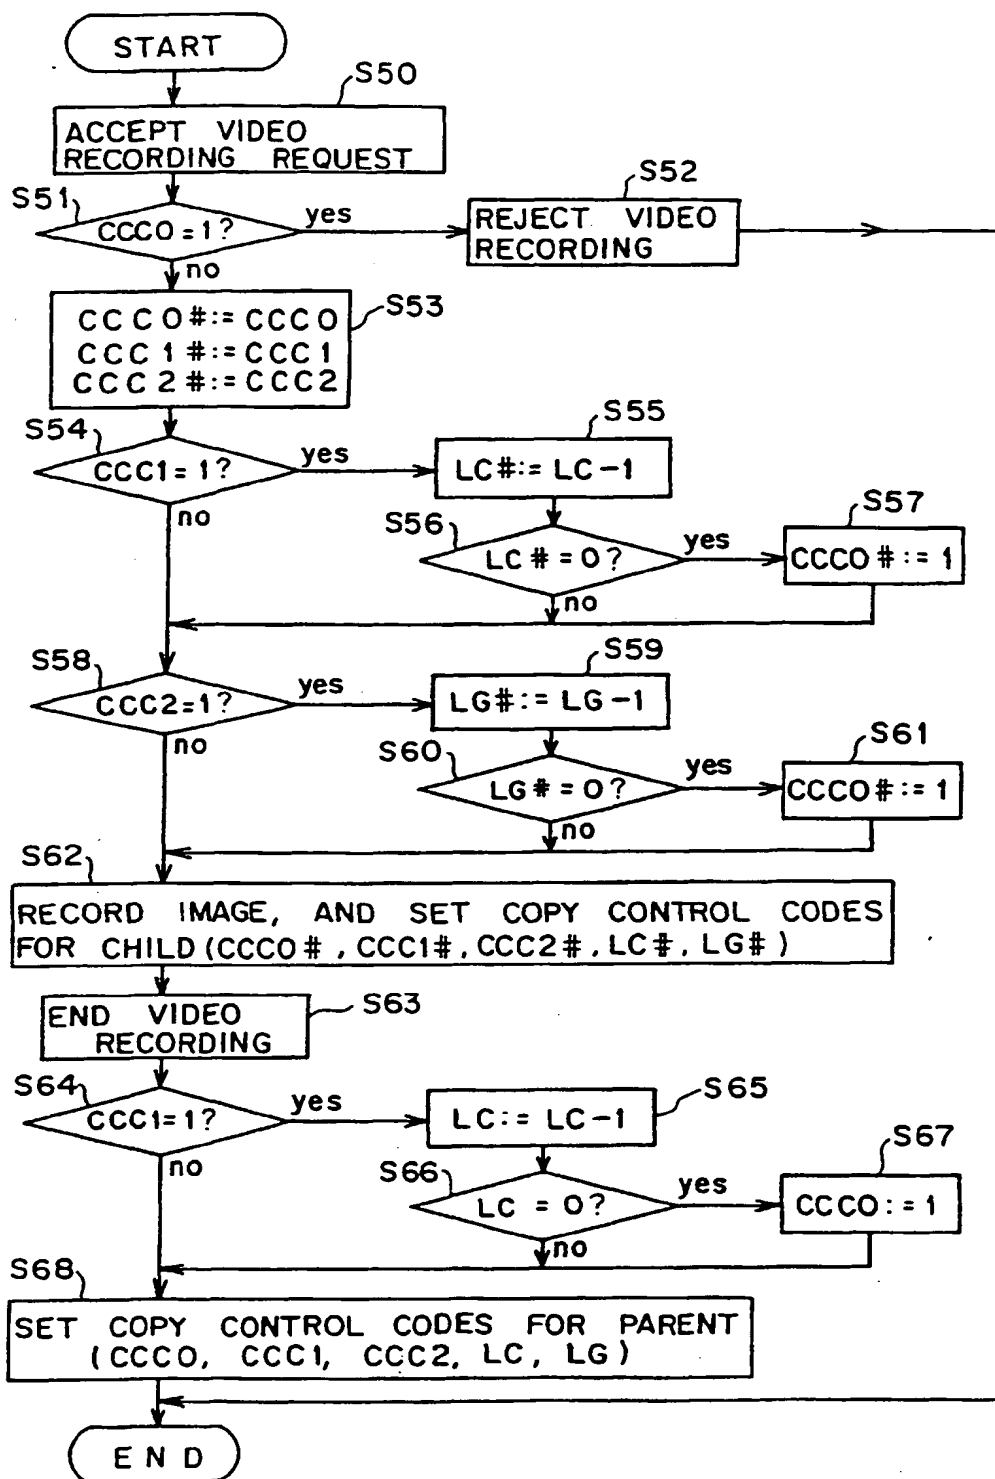 START
S50
ACCEPT VIDEO
RECORDING REQUEST
S51
CCC0=1?
yes
no
S52
REJECT VIDEO
RECORDING
S53
CCC0#:=CCC0
CCC1#:=CCC1
CCC2#:=CCC2
S54
CCC1=1?
yes
no
S55
LC#:= LC-1
S56
LC#=0?
yes
no
S57
CCC0#:=1
S58
CCC2=1?
yes
no
S59
LG#:= LG-1
S60
LG#=0?
yes
no
S61
CCC0#:=1
S62
RECORD IMAGE, AND SET COPY CONTROL CODES
FOR CHILD(CCC0#,CCC1#,CCC2#,LC#,LG#)
S63
END VIDEO
RECORDING
S64
CCC1=1?
yes
no
S65
LC:= LC-1
S66
LC = 0?
yes
no
S67
CCC0:=1
S68
SET COPY CONTROL CODES FOR PARENT
(CCC0, CCC1, CCC2, LC, LG)
END